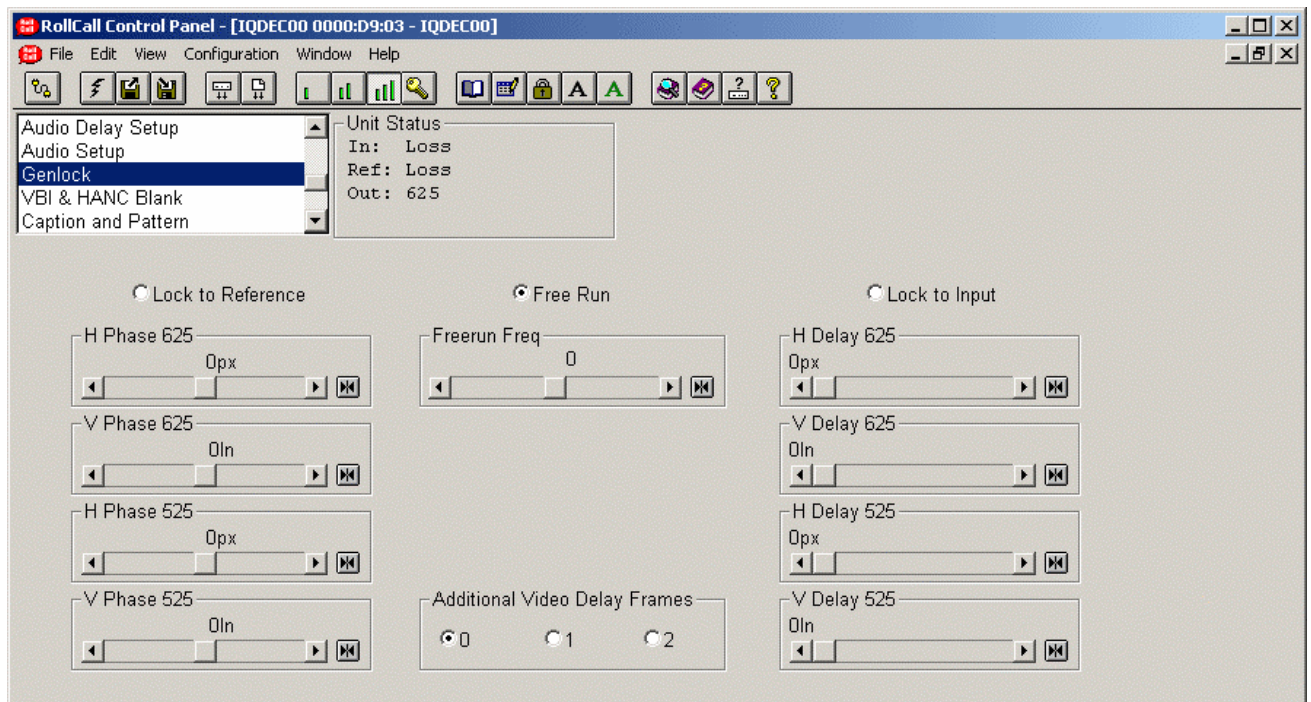 RollCall Control Panel - [IQDEC00 0000:D9:03 - IQDEC00]
File Edit View Configuration Window Help
A A ?
Audio Delay Setup
Audio Setup
Genlock
VBI & HANC Blank
Caption and Pattern
Unit Status
In: Loss
Ref: Loss
Out: 625
Lock to Reference
Free Run
Lock to Input
H Phase 625
0px
V Phase 625
0ln
H Phase 525
0px
V Phase 525
0ln
Freerun Freq
0
Additional Video Delay Frames
0 1 2
H Delay 625
0px
V Delay 625
0ln
H Delay 525
0px
V Delay 525
0ln